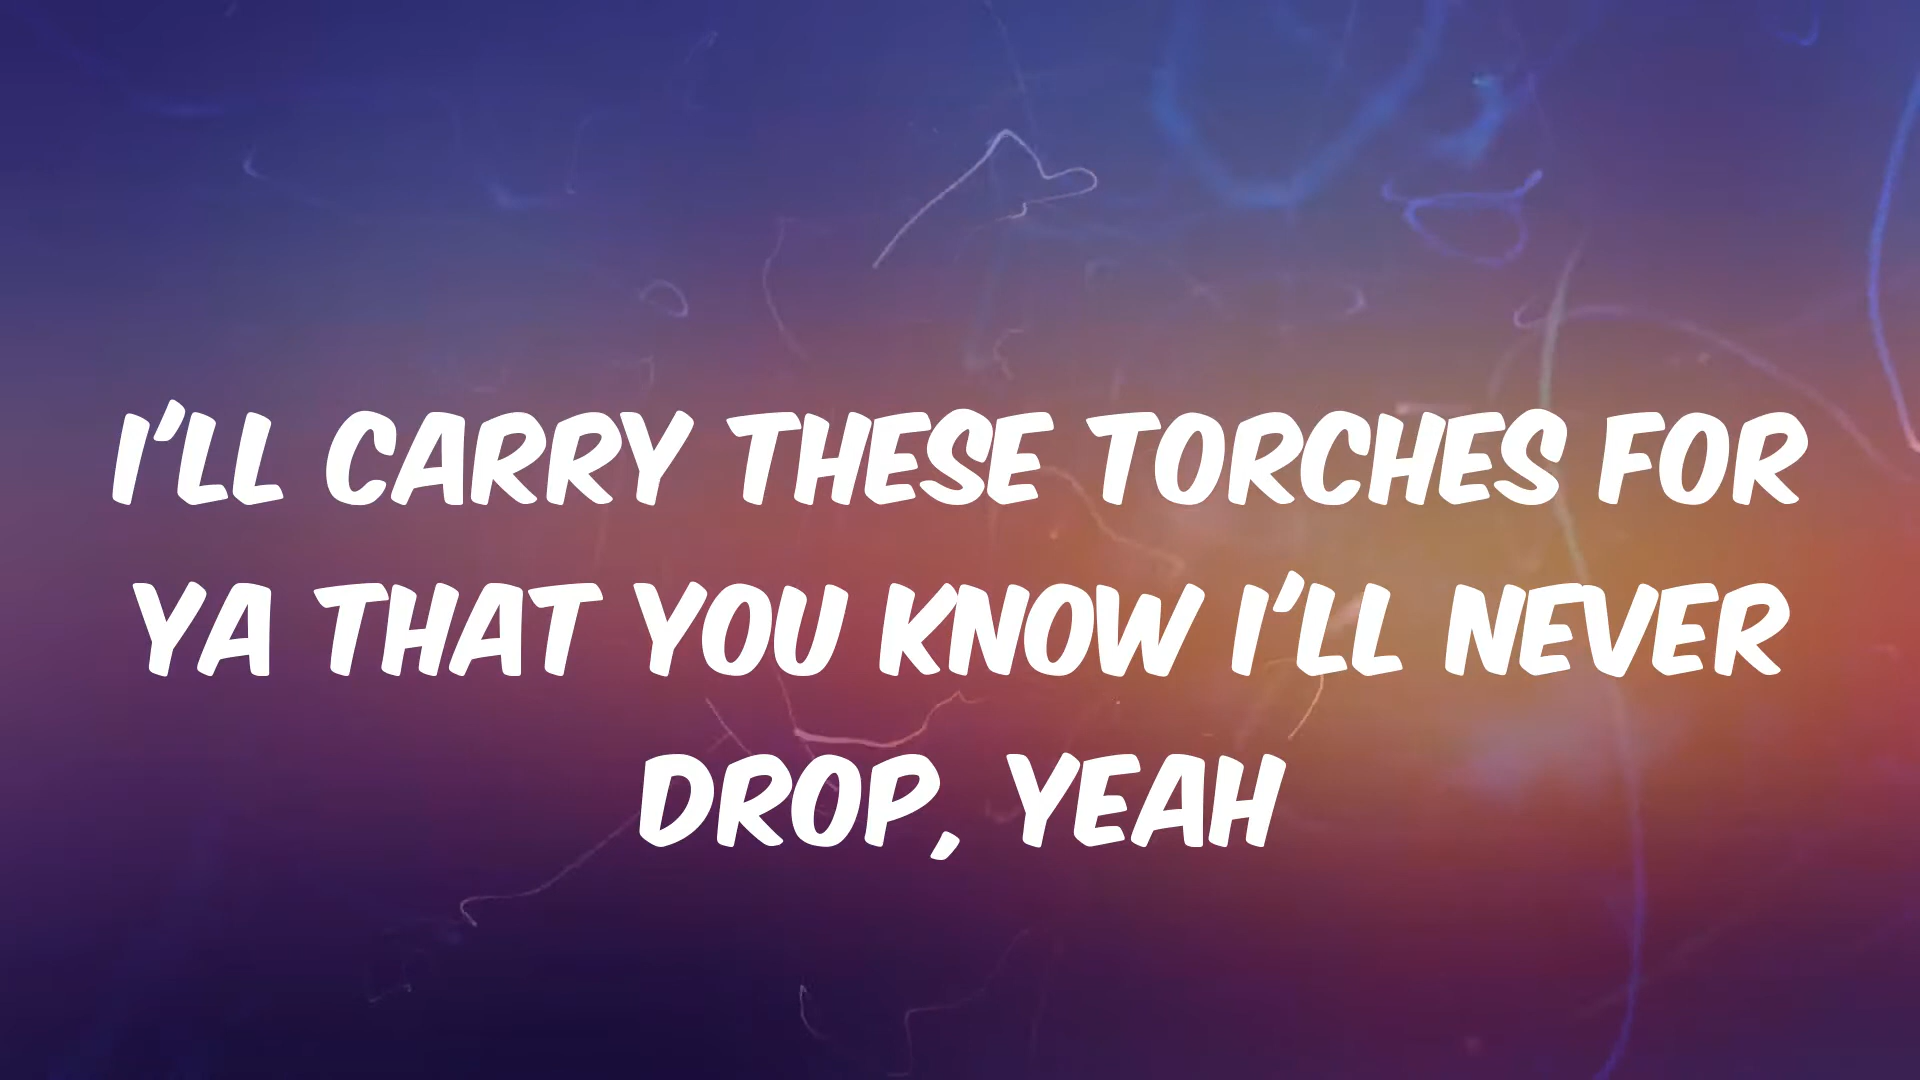 I'LL CARRY THESE TORCHES FOR
YA THAT YOU KNOW I'LL NEVER
DROP, YEAH